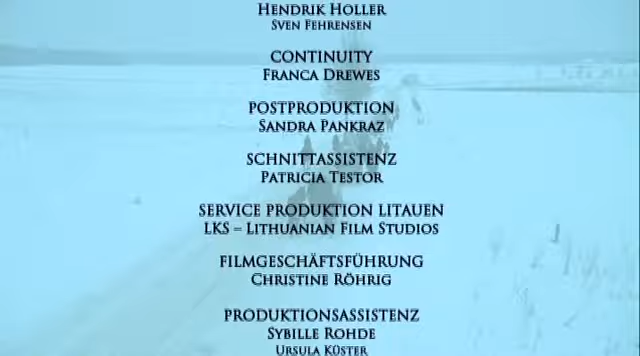 Hendrik Holler
Sven Fehrensen
Continuity
Franca Drewes
Postproduktion
Sandra Pankraz
Schnittassistenz
Patricia Testor
Service Produktion Litauen
LKS = Lithuanian Film Studios
Filmgeschäftsführung
Christine Röhrig
Produktionsassistenz
Sybille Rohde
Ursula Küster